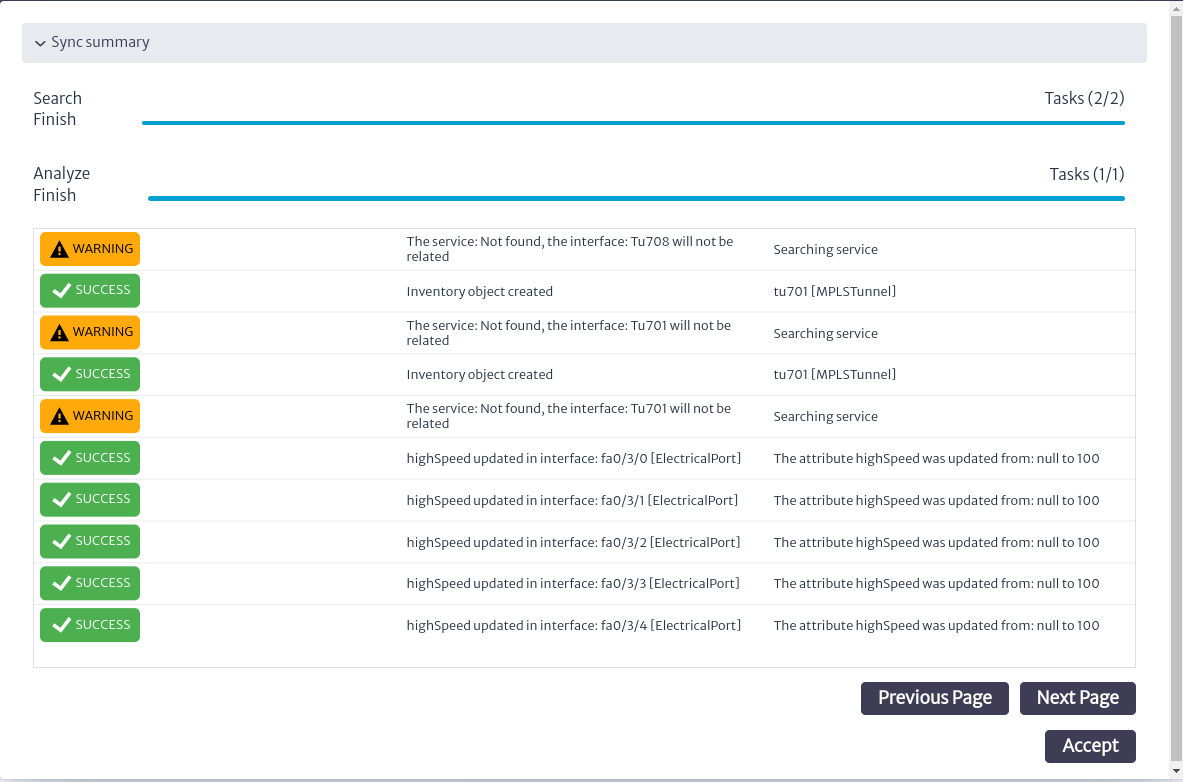 Sync summary
Search
Finish
Tasks (2/2)
Analyze
Finish
Tasks (1/1)
WARNING
The service: Not found, the interface: Tu708 will not be
related
Searching service
SUCCESS
Inventory object created
tu701 [MPLSTunnel]
WARNING
The service: Not found, the interface: Tu701 will not be
related
Searching service
SUCCESS
Inventory object created
tu701 [MPLSTunnel]
WARNING
The service: Not found, the interface: Tu701 will not be
related
Searching service
SUCCESS
highSpeed updated in interface: fa0/3/0 [ElectricalPort]
The attribute highSpeed was updated from: null to 100
SUCCESS
highSpeed updated in interface: fa0/3/1 [ElectricalPort]
The attribute highSpeed was updated from: null to 100
SUCCESS
highSpeed updated in interface: fa0/3/2 [ElectricalPort]
The attribute highSpeed was updated from: null to 100
SUCCESS
highSpeed updated in interface: fa0/3/3 [ElectricalPort]
The attribute highSpeed was updated from: null to 100
SUCCESS
highSpeed updated in interface: fa0/3/4 [ElectricalPort]
The attribute highSpeed was updated from: null to 100
Previous Page
Next Page
Accept